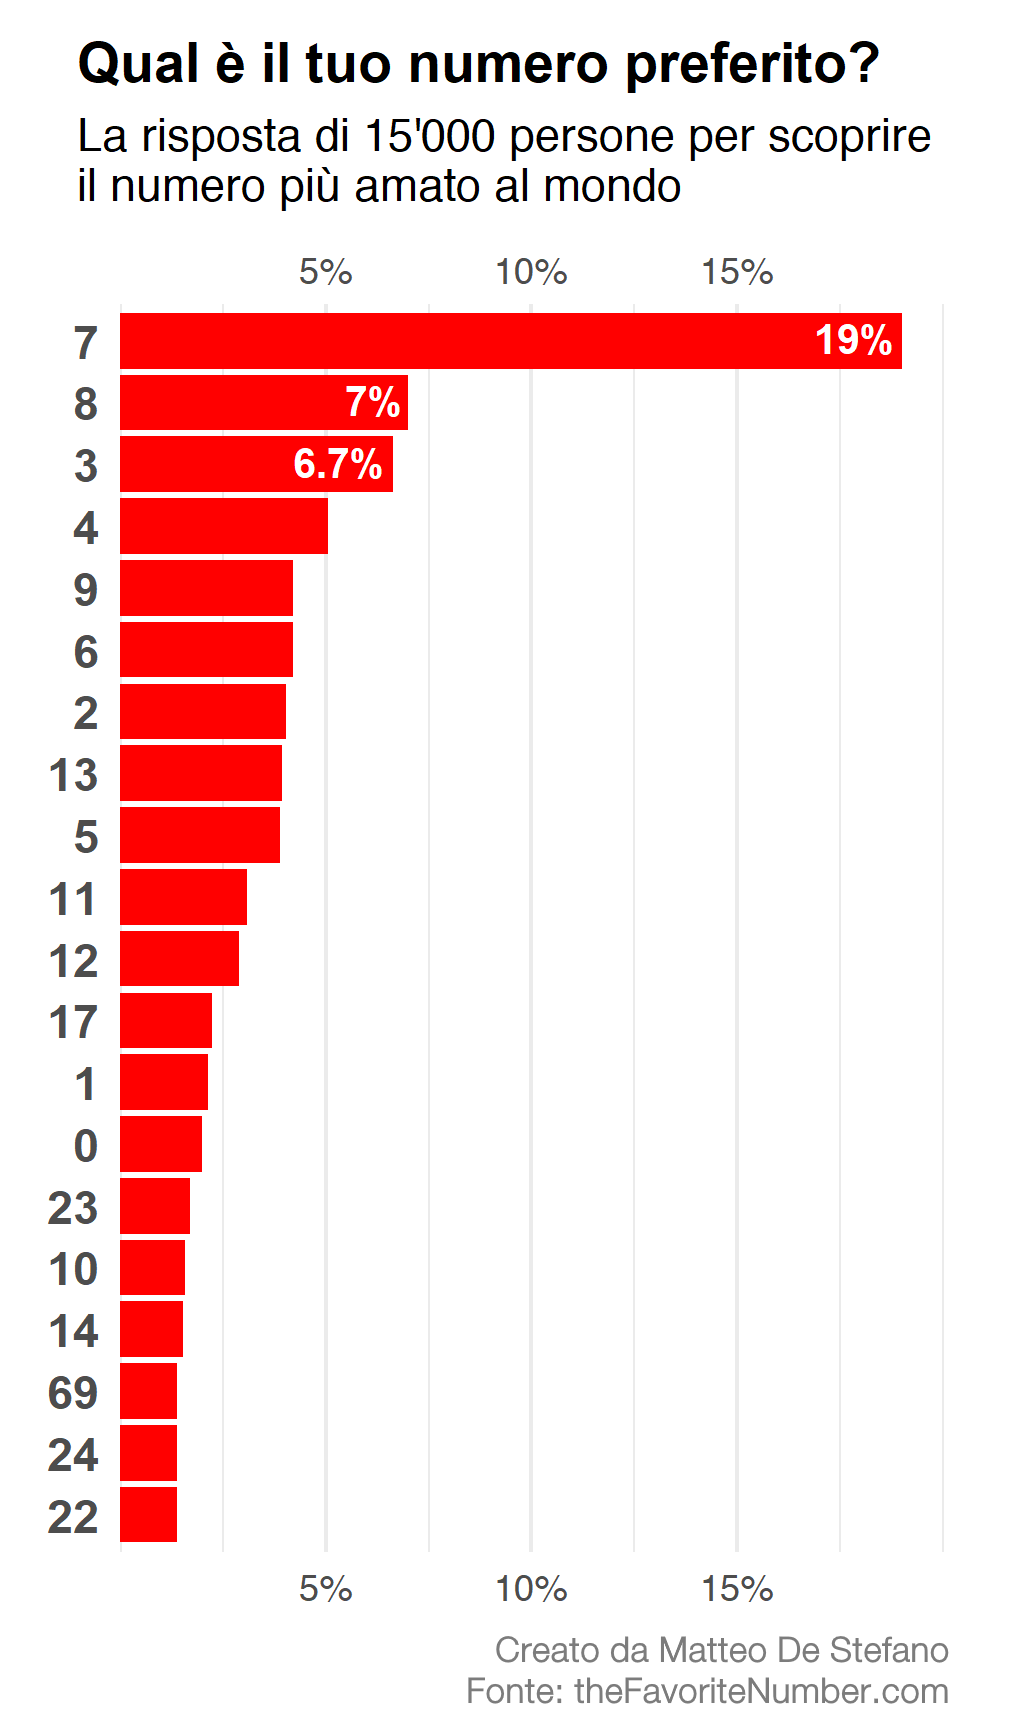 Qual è il tuo numero preferito?
La risposta di 15'000 persone per scoprire
il numero più amato al mondo
5% 10% 15%
7 19%
8 7%
3 6.7%
4
9
6
2
13
5
11
12
17
1
0
23
10
14
69
24
22
5% 10% 15%
Creato da Matteo De Stefano
Fonte: theFavoriteNumber.com